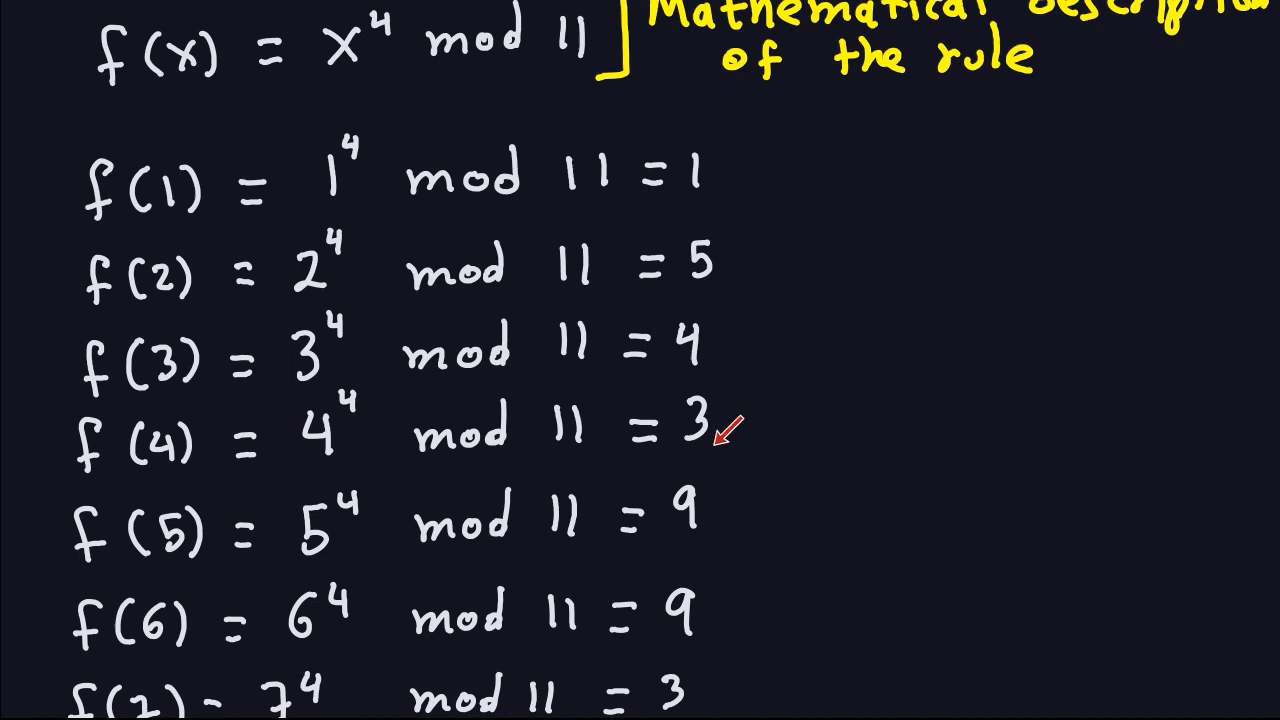 f(x) = x⁴ mod 11 ] Mathematical description
of the rule
f(1) = 1⁴ mod 11 = 1
f(2) = 2⁴ mod 11 = 5
f(3) = 3⁴ mod 11 = 4
f(4) = 4⁴ mod 11 = 3
f(5) = 5⁴ mod 11 = 9
f(6) = 6⁴ mod 11 = 9
f(7) = 7⁴ mod 11 = 3